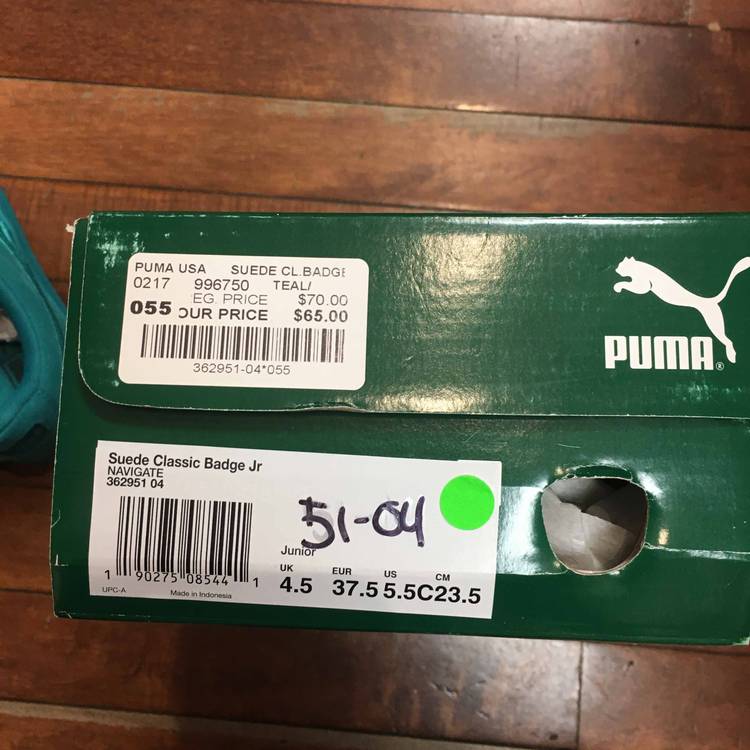 PUMA USA SUEDE CL.BADGE
0217 996750 TEAL/
EG. PRICE $70.00
055 OUR PRICE $65.00
362951-04*055
PUMA®
Suede Classic Badge Jr
NAVIGATE
362951 04
51-04
Junior
UK EUR US CM
4.5 37.5 5.5C 23.5
1 90275 08544 1
UPC-A Made in Indonesia